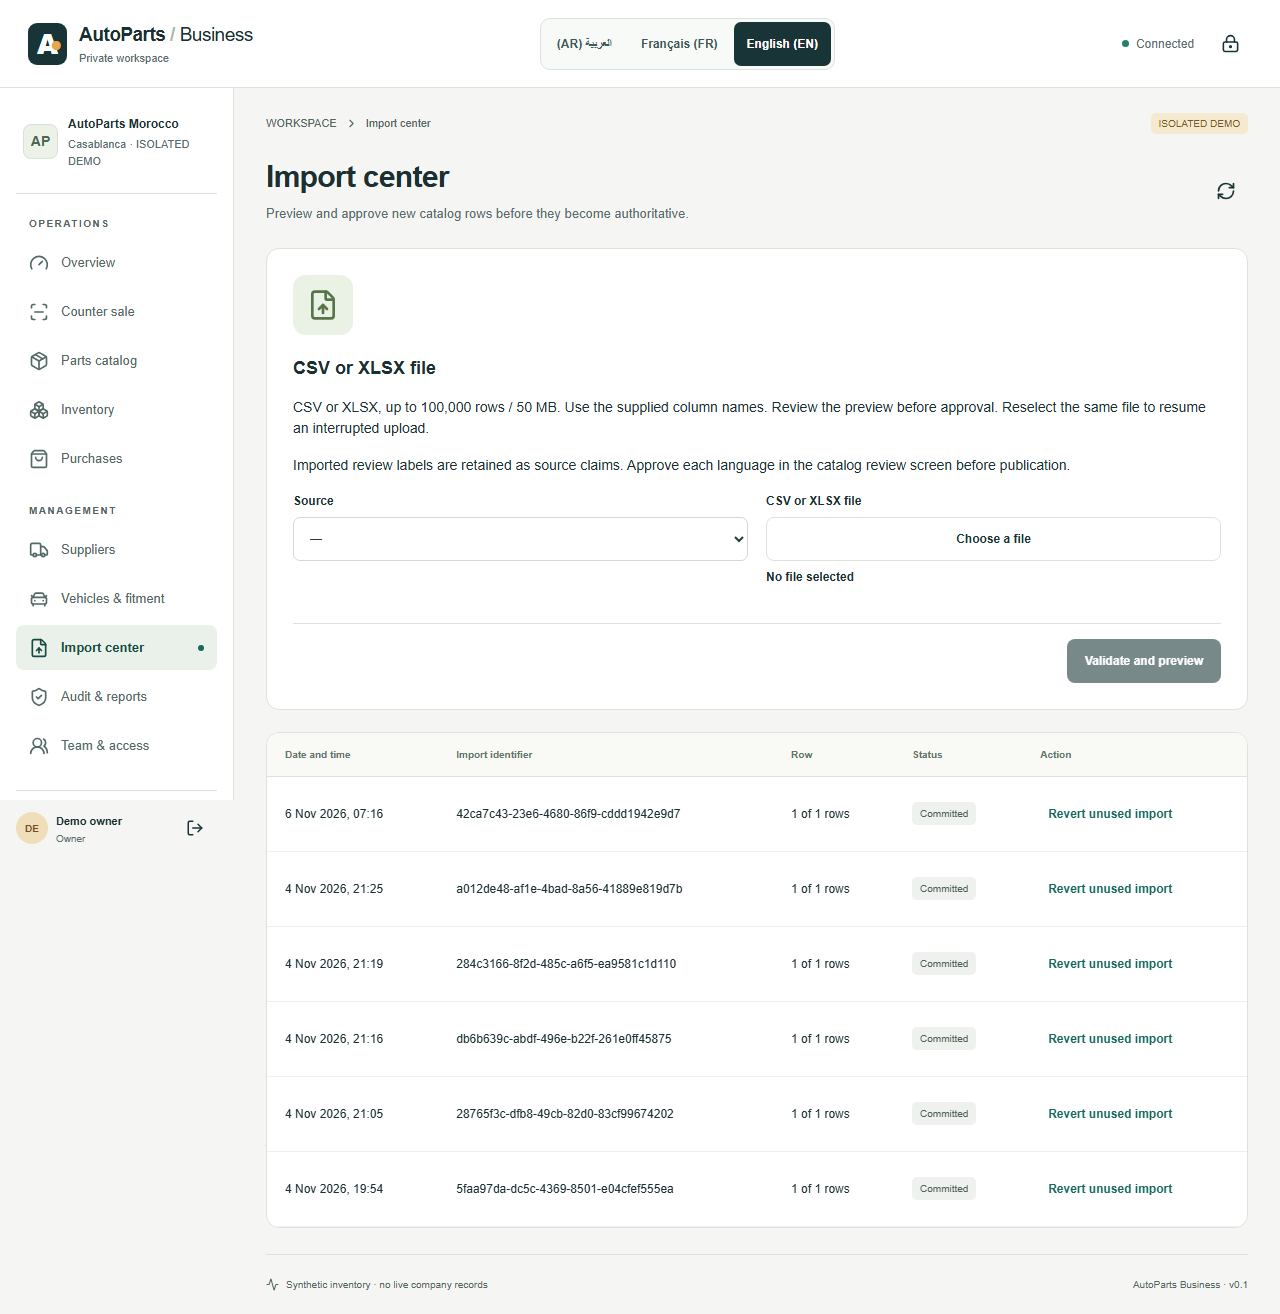 AutoParts / Business
Private workspace
العربية (AR)
Français (FR)
English (EN)
Connected
AP
AutoParts Morocco
Casablanca · ISOLATED
DEMO
OPERATIONS
Overview
Counter sale
Parts catalog
Inventory
Purchases
MANAGEMENT
Suppliers
Vehicles & fitment
Import center
Audit & reports
Team & access
DE
Demo owner
Owner
WORKSPACE > Import center
ISOLATED DEMO
Import center
Preview and approve new catalog rows before they become authoritative.
CSV or XLSX file
CSV or XLSX, up to 100,000 rows / 50 MB. Use the supplied column names. Review the preview before approval. Reselect the same file to resume
an interrupted upload.
Imported review labels are retained as source claims. Approve each language in the catalog review screen before publication.
Source
—
CSV or XLSX file
Choose a file
No file selected
Validate and preview
Date and time Import identifier Row Status Action
6 Nov 2026, 07:16 42ca7c43-23e6-4680-86f9-cddd1942e9d7 1 of 1 rows Committed Revert unused import
4 Nov 2026, 21:25 a012de48-af1e-4bad-8a56-41889e819d7b 1 of 1 rows Committed Revert unused import
4 Nov 2026, 21:19 284c3166-8f2d-485c-a6f5-ea9581c1d110 1 of 1 rows Committed Revert unused import
4 Nov 2026, 21:16 db6b639c-abdf-496e-b22f-261e0ff45875 1 of 1 rows Committed Revert unused import
4 Nov 2026, 21:05 28765f3c-dfb8-49cb-82d0-83cf99674202 1 of 1 rows Committed Revert unused import
4 Nov 2026, 19:54 5faa97da-dc5c-4369-8501-e04cfef555ea 1 of 1 rows Committed Revert unused import
Synthetic inventory · no live company records
AutoParts Business · v0.1